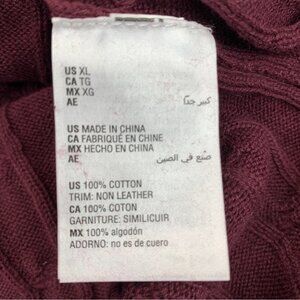 US XL
CA TG
MX XG
AE كبير جدًا
US MADE IN CHINA
CA FABRIQUÉ EN CHINE
MX HECHO EN CHINA
AE صنع في الصين
US 100% COTTON
TRIM: NON LEATHER
CA 100% COTON
GARNITURE: SIMILICUIR
MX 100% algodón
ADORNO: no es de cuero